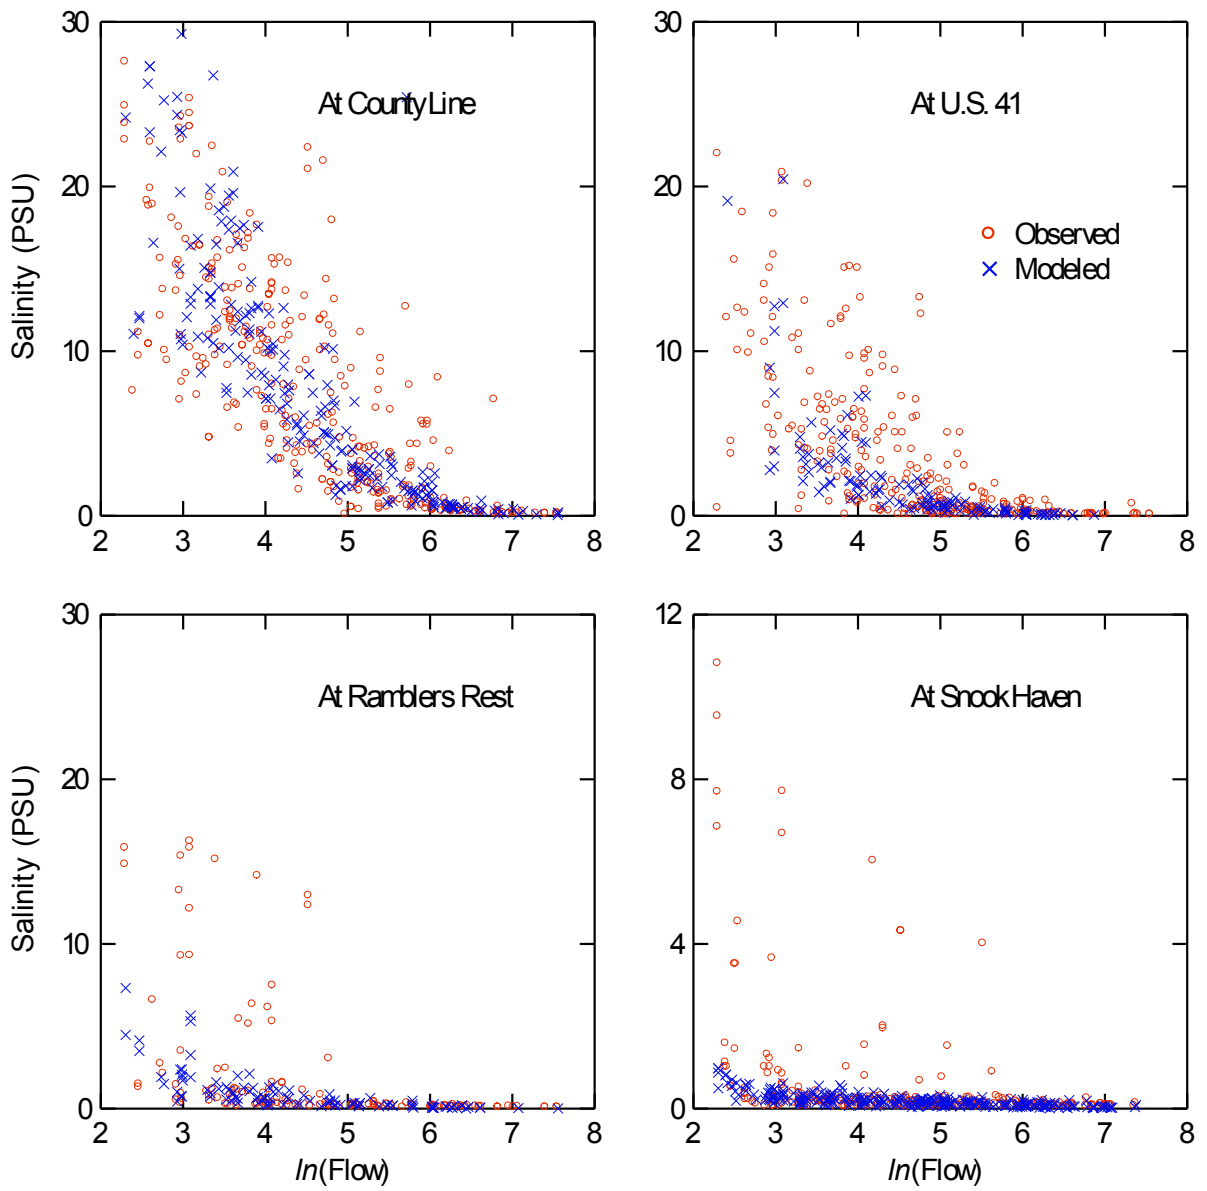 30
20
10
0
Salinity (PSU)
At County Line
2 3 4 5 6 7 8
30
20
10
0
At U.S. 41
Observed
Modeled
2 3 4 5 6 7 8
30
20
10
0
Salinity (PSU)
At Ramblers Rest
2 3 4 5 6 7 8
ln(Flow)
12
8
4
0
At Snook Haven
2 3 4 5 6 7 8
ln(Flow)